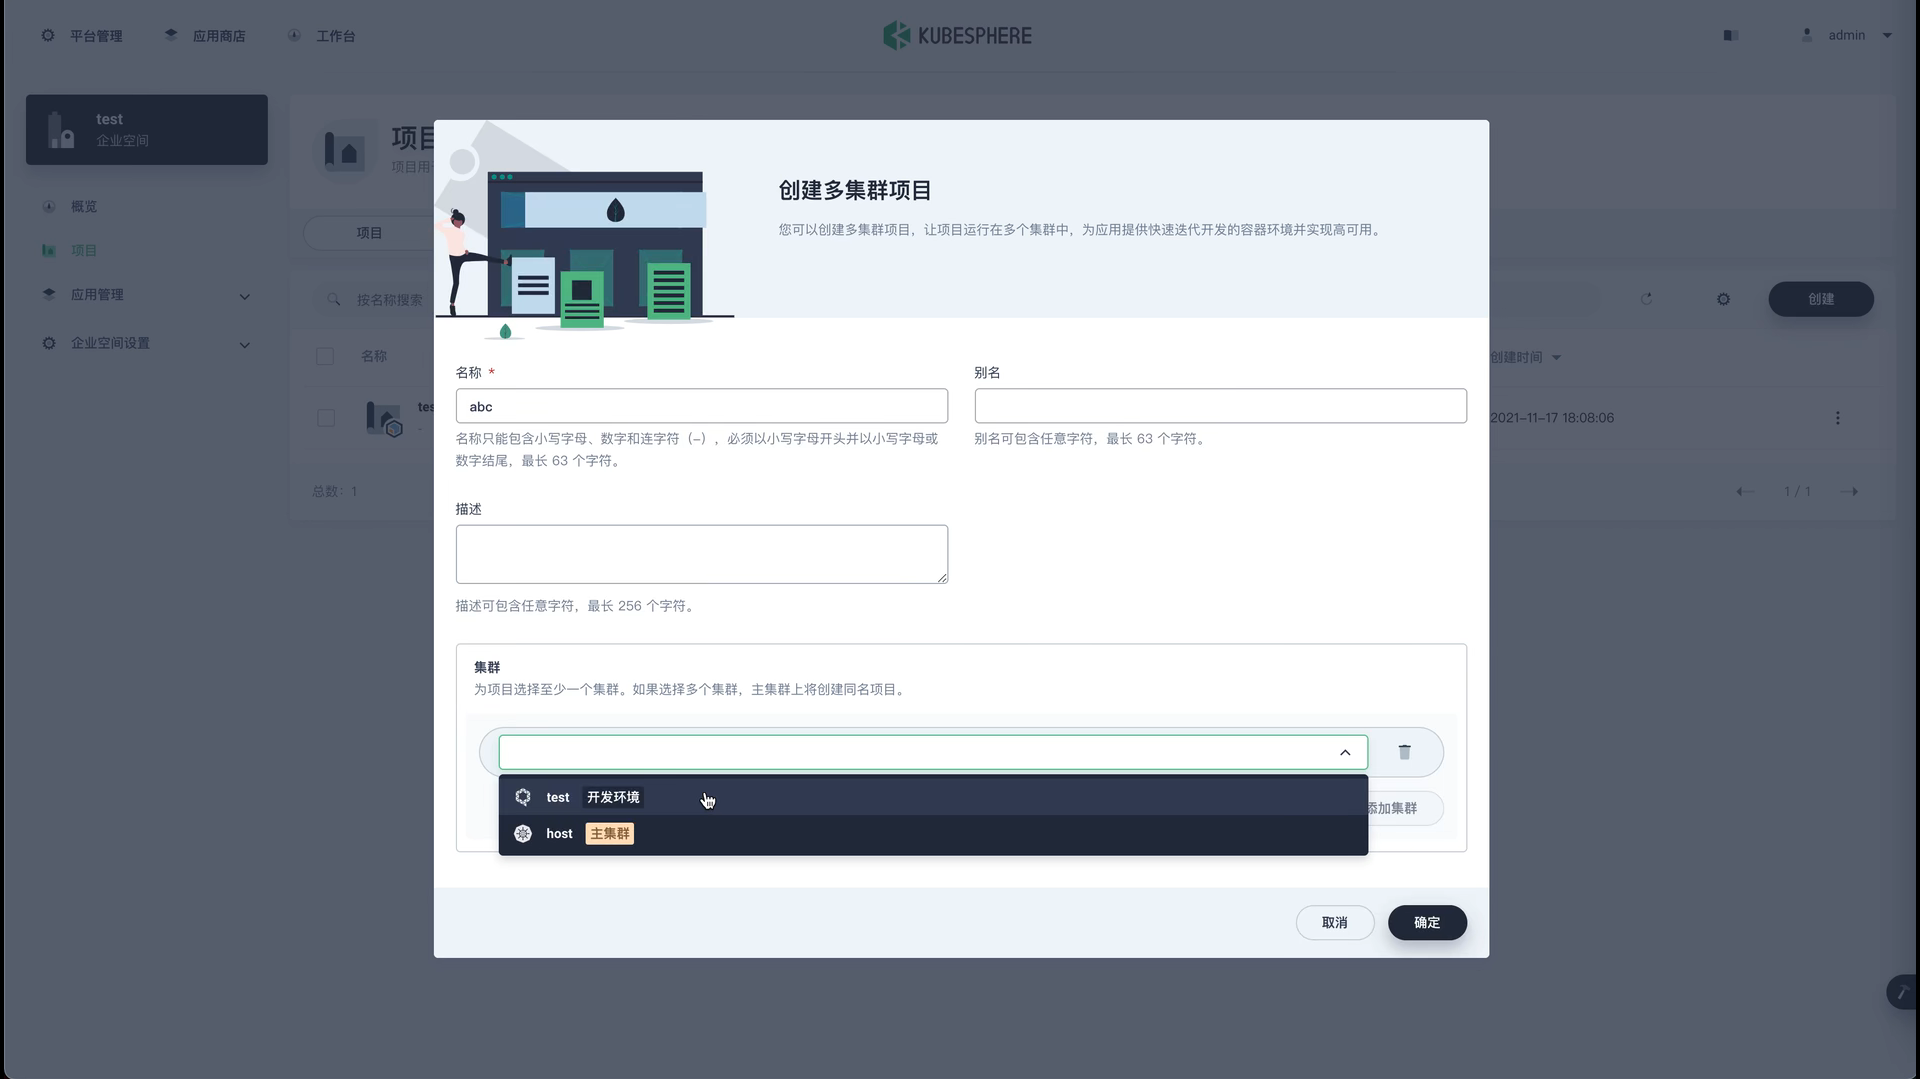 平台管理
应用商店
工作台
KUBESPHERE
admin
test
企业空间
概览
项目
应用管理
企业空间设置
项目
项目用
项目
按名称搜索
创建
名称
创建时间
tes
-
2021-11-17 18:08:06
总数：1
1 / 1
创建多集群项目
您可以创建多集群项目，让项目运行在多个集群中，为应用提供快速迭代开发的容器环境并实现高可用。
名称 *
abc
名称只能包含小写字母、数字和连字符（-），必须以小写字母开头并以小写字母或
数字结尾，最长 63 个字符。
别名
别名可包含任意字符，最长 63 个字符。
描述
描述可包含任意字符，最长 256 个字符。
集群
为项目选择至少一个集群。如果选择多个集群，主集群上将创建同名项目。
test 开发环境
host 主集群
添加集群
取消
确定